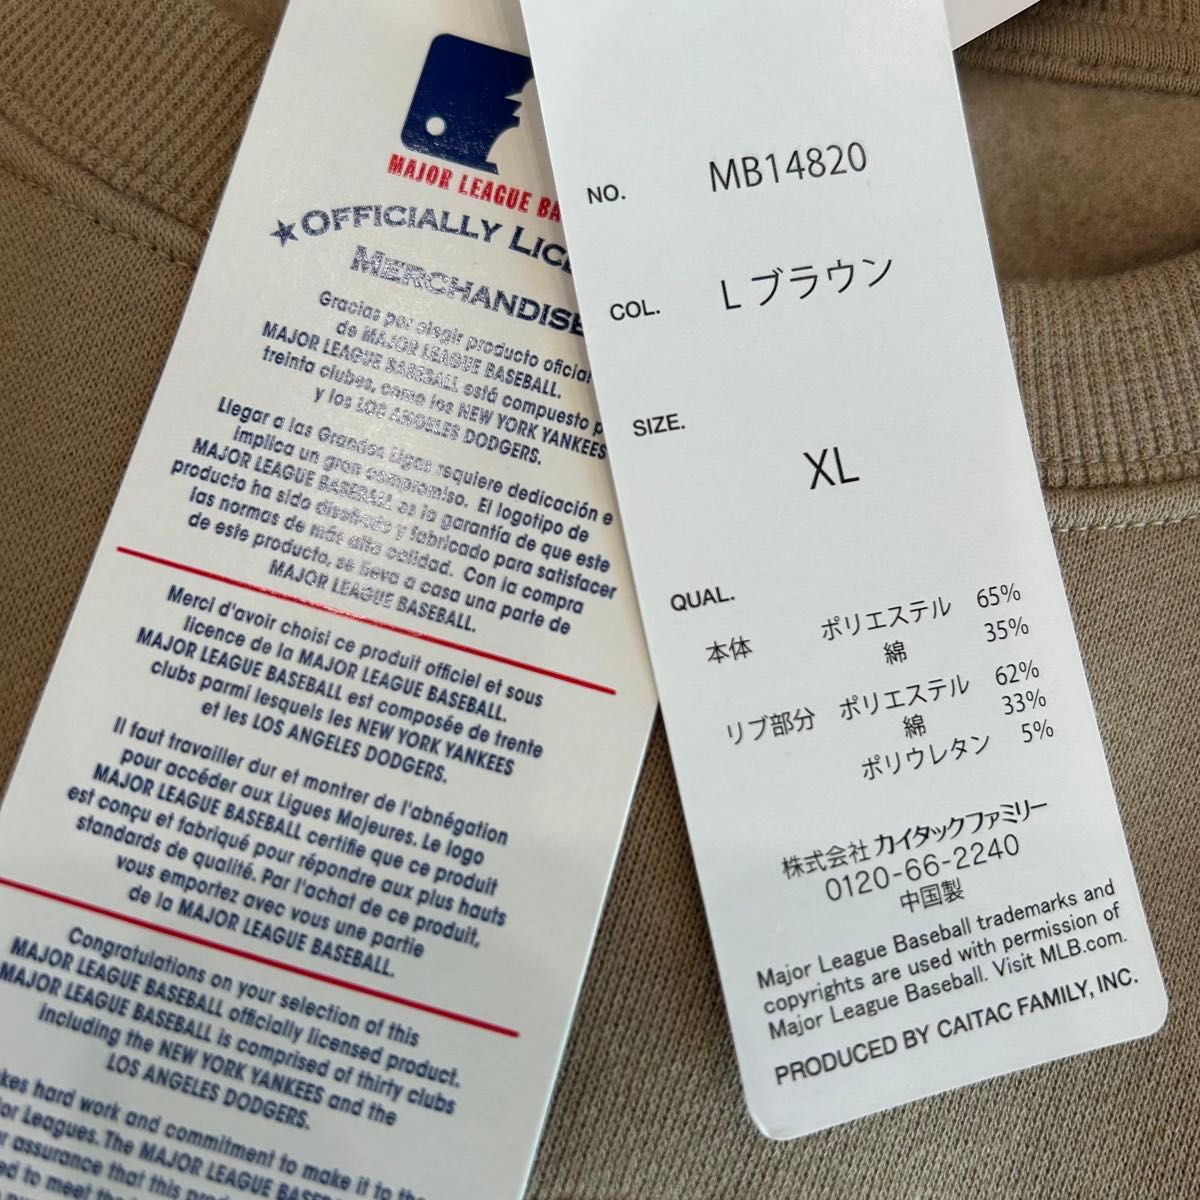 MAJOR LEAGUE BA
★OFFICIALLY LICE
MERCHANDISE
Gracias por elegir producto oficial
de MAJOR LEAGUE BASEBALL.
MAJOR LEAGUE BASEBALL está compuesto p
treinta clubes, como los NEW YORK YANKEES
y los LOS ANGELES DODGERS.
Llegar a las Grandes Ligas requiere dedicación e
implica un gran compromiso. El logotipo de
MAJOR LEAGUE BASEBALL es la garantía de que este
producto ha sido diseñado y fabricado para satisfacer
las normas de más alta calidad. Con la compra
de este producto, se lleva a casa una parte de
MAJOR LEAGUE BASEBALL.
Merci d'avoir choisi ce produit officiel et sous
licence de la MAJOR LEAGUE BASEBALL.
MAJOR LEAGUE BASEBALL est composée de trente
clubs parmi lesquels les NEW YORK YANKEES
et les LOS ANGELES DODGERS.
Il faut travailler dur et montrer de l'abnégation
pour accéder aux Ligues Majeures. Le logo
MAJOR LEAGUE BASEBALL certifie que ce produit
est conçu et fabriqué pour répondre aux plus hauts
standards de qualité. Par l'achat de ce produit,
vous emportez avec vous une partie
de la MAJOR LEAGUE BASEBALL.
Congratulations on your selection of this
MAJOR LEAGUE BASEBALL officially licensed product.
MAJOR LEAGUE BASEBALL is comprised of thirty clubs
including the NEW YORK YANKEES and the
LOS ANGELES DODGERS.
kes hard work and commitment to make it to the
jor Leagues. The MAJOR LEAGUE BASEBALL
r assurance that this prod
ed to meet the
NO. MB14820
COL. L ブラウン
SIZE. XL
QUAL.
本体 ポリエステル 65%
綿 35%
リブ部分 ポリエステル 62%
綿 33%
ポリウレタン 5%
株式会社 カイタックファミリー
0120-66-2240
中国製
Major League Baseball trademarks and
copyrights are used with permission of
Major League Baseball. Visit MLB.com.
PRODUCED BY CAITAC FAMILY, INC.